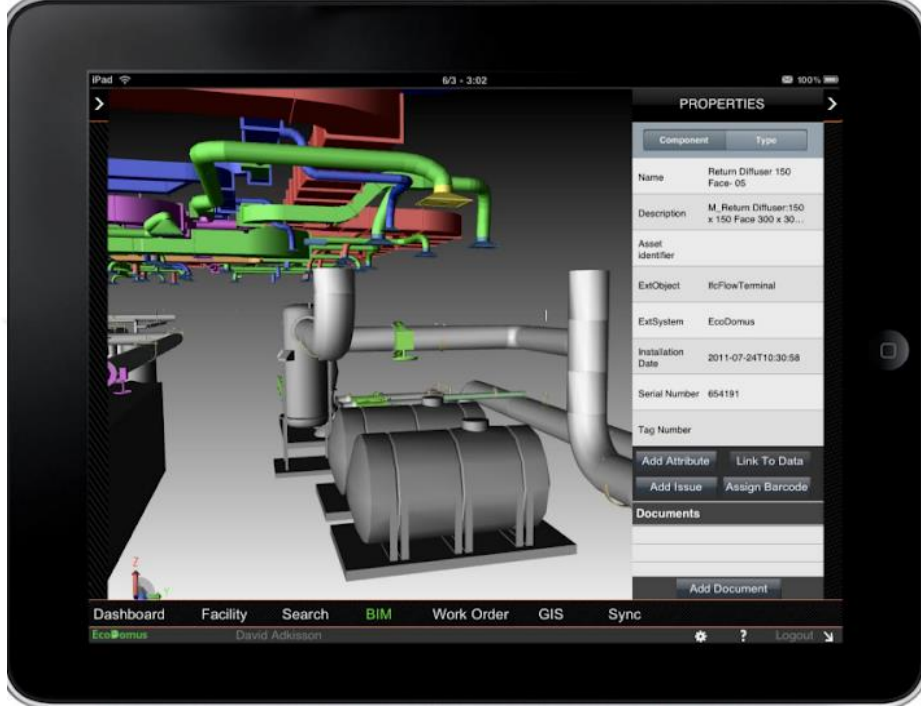 iPad 6/3 - 3:02 100%
PROPERTIES
Component Type
Name Return Diffuser 150
Face- 05
Description M_Return Diffuser:150
x 150 Face 300 x 30...
Asset
identifier
ExtObject IfcFlowTerminal
ExtSystem EcoDomus
Installation
Date 2011-07-24T10:30:58
Serial Number 654191
Tag Number
Add Attribute Link To Data
Add Issue Assign Barcode
Documents
Add Document
Z
Y
Dashboard Facility Search BIM Work Order GIS Sync
EcoDomus David Adkisson ? Logout